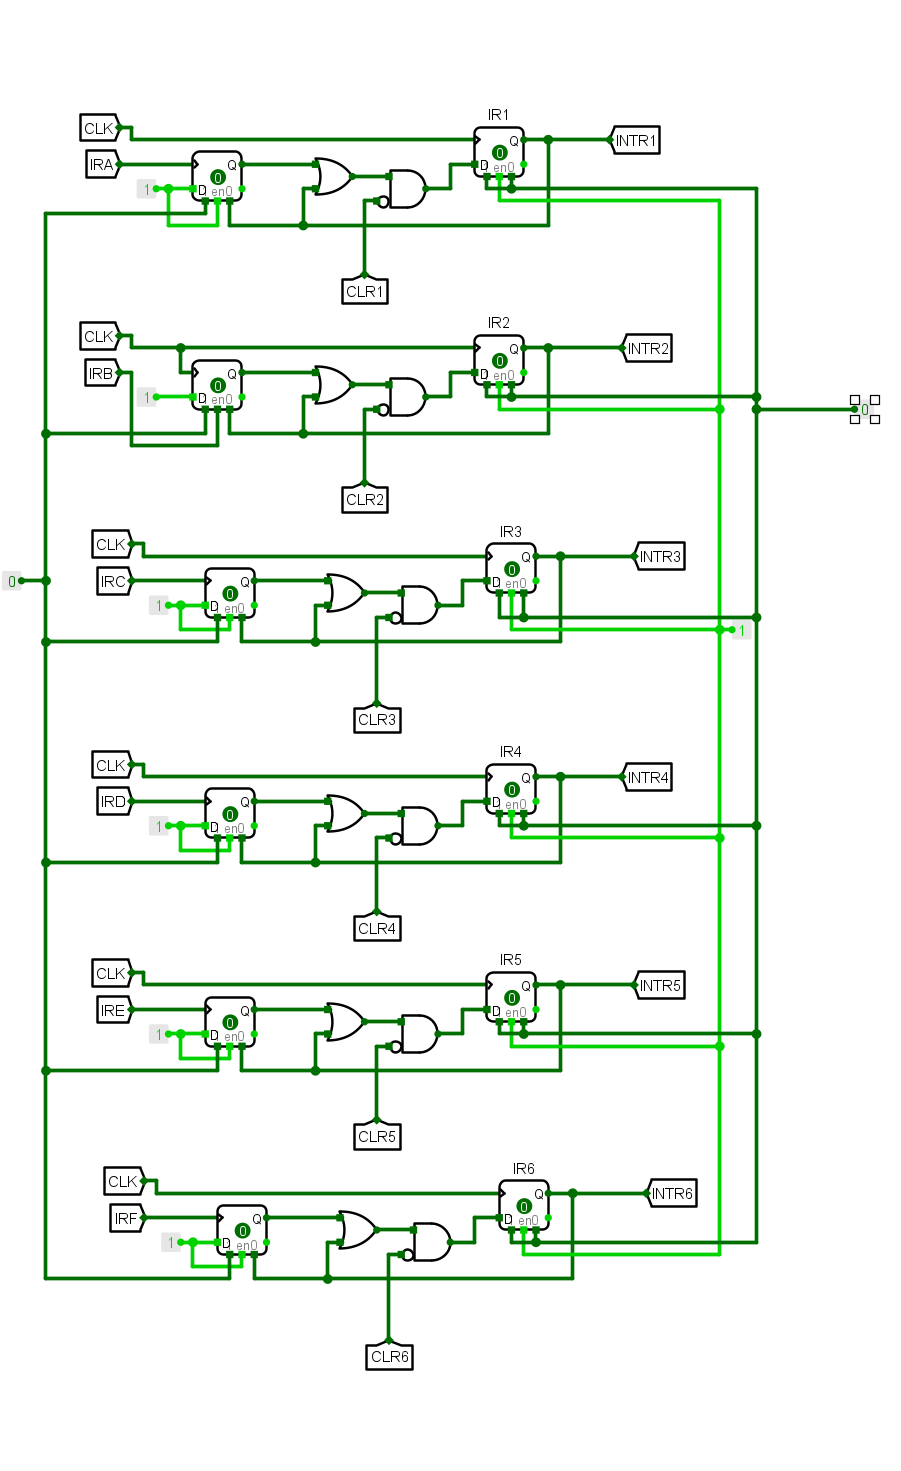 IR1
CLK
Q
INTR1
0
IRA
Q
D
en0
0
1
D
en0
CLR1
IR2
CLK
Q
INTR2
0
IRB
Q
D
en0
0
1
D
0
CLR2
IR3
CLK
Q
INTR3
0
IRC
Q
D
en0
0
0
1
D
en0
1
CLR3
IR4
CLK
Q
INTR4
0
IRD
Q
D
en0
0
1
D
en0
CLR4
IR5
CLK
Q
INTR5
0
IRE
Q
D
en0
0
1
D
en0
CLR5
IR6
CLK
Q
INTR6
0
IRF
Q
D
en0
0
1
D
en0
CLR6